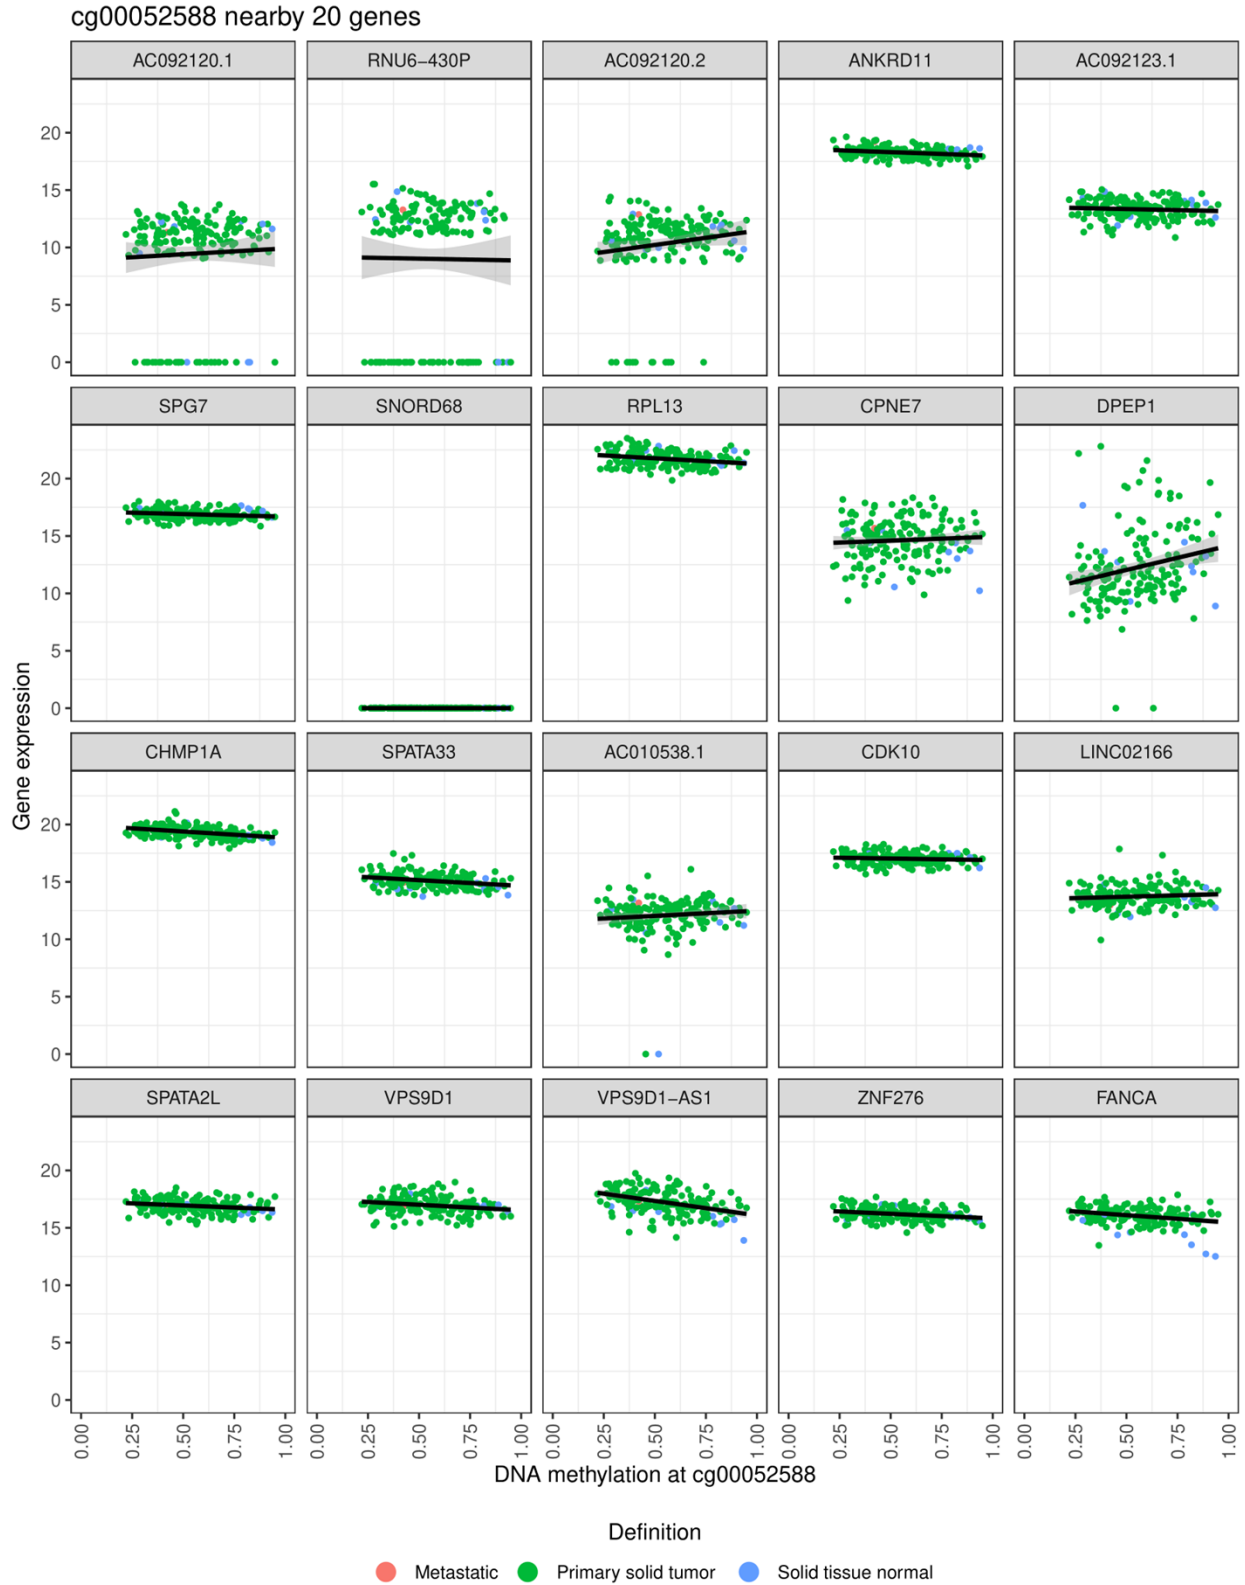 cg00052588 nearby 20 genes
AC092120.1 RNU6−430P AC092120.2 ANKRD11 AC092123.1
20
15
10
5
0
SPG7 SNORD68 RPL13 CPNE7 DPEP1
20
15
10
5
0
Gene expression
CHMP1A SPATA33 AC010538.1 CDK10 LINC02166
20
15
10
5
0
SPATA2L VPS9D1 VPS9D1−AS1 ZNF276 FANCA
20
15
10
5
0
0.00 0.25 0.50 0.75 1.00 0.00 0.25 0.50 0.75 1.00 0.00 0.25 0.50 0.75 1.00 0.00 0.25 0.50 0.75 1.00 0.00 0.25 0.50 0.75 1.00
DNA methylation at cg00052588
Definition
Metastatic Primary solid tumor Solid tissue normal